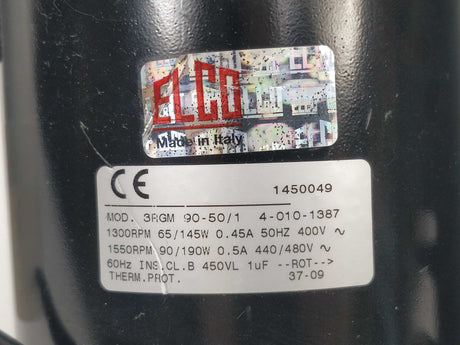 ELCO
Made in Italy
CE 1450049
MOD. 3RGM 90-50/1 4-010-1387
1300RPM 65/145W 0.45A 50HZ 400V ~
1550RPM 90/190W 0.5A 440/480V ~
60Hz INS.CL.B 450VL 1uF --ROT-->
THERM.PROT. 37-09